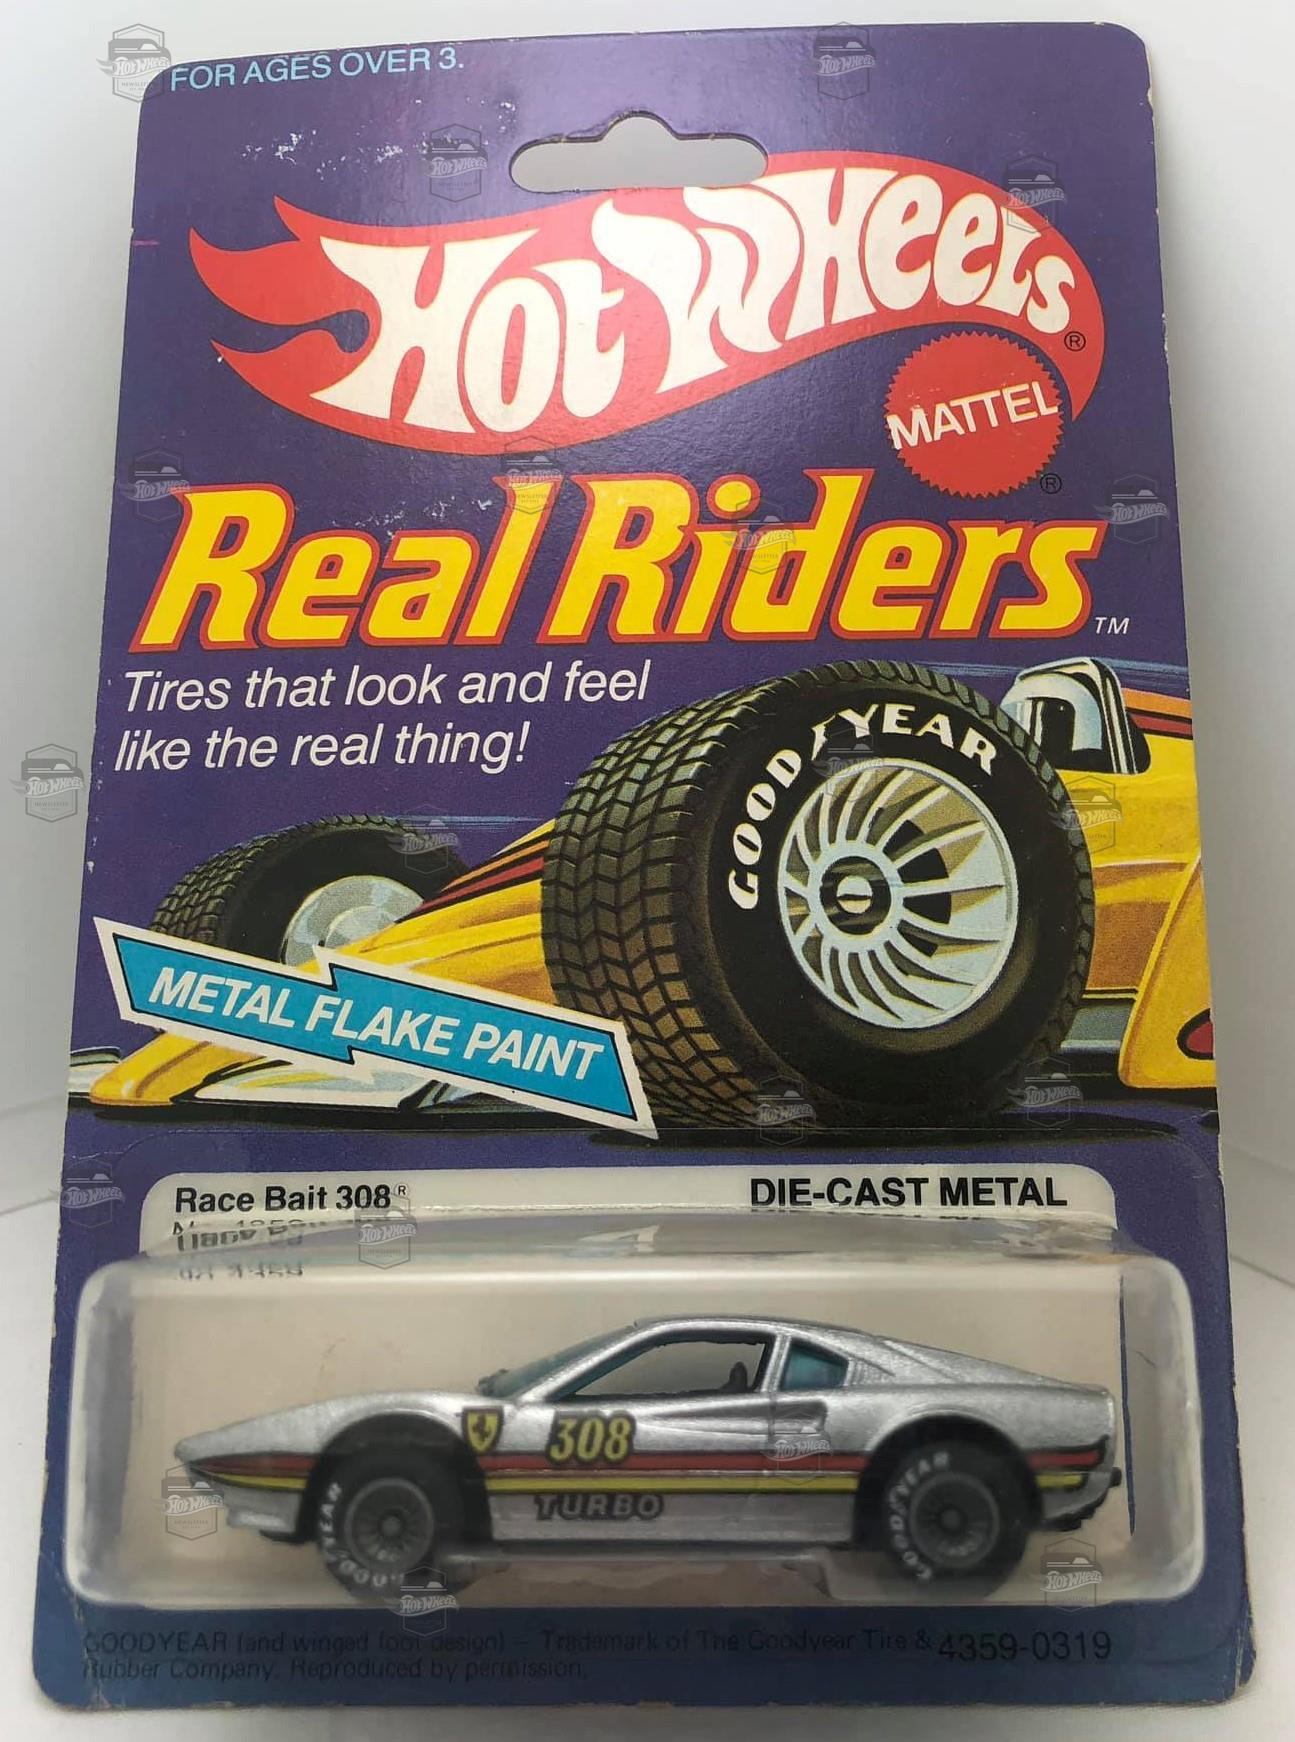 FOR AGES OVER 3.
Hot Wheels®
MATTEL®
Real Riders™
Tires that look and feel
like the real thing!
GOODYEAR
METAL FLAKE PAINT
Race Bait 308®
DIE-CAST METAL
308
TURBO
GOODYEAR
GOODYEAR
GOODYEAR (and winged foot design) – Trademark of The Goodyear Tire &
Rubber Company. Reproduced by permission.
4359-0319